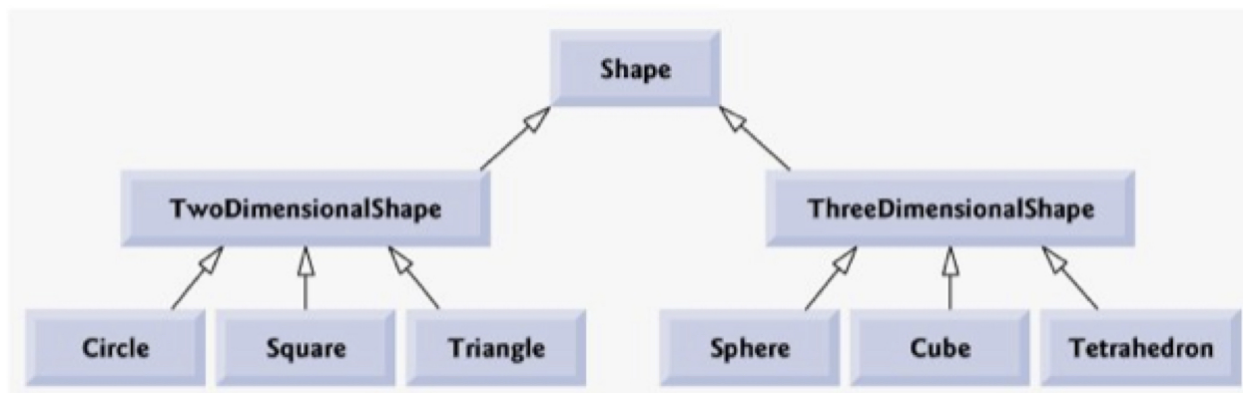 Shape
TwoDimensionalShape
ThreeDimensionalShape
Circle
Square
Triangle
Sphere
Cube
Tetrahedron